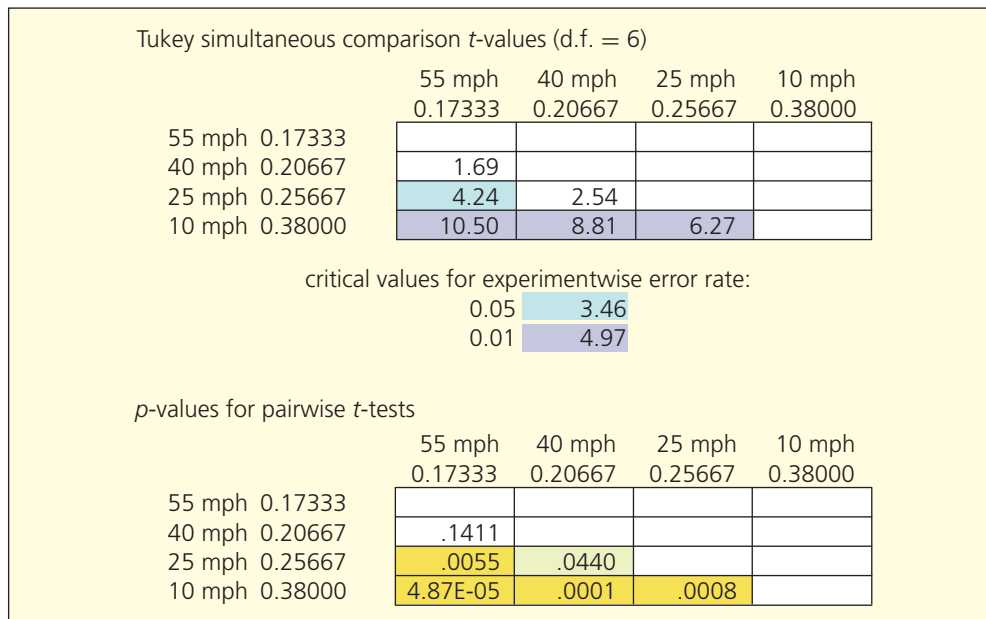 Tukey simultaneous comparison t-values (d.f. = 6)
55 mph 40 mph 25 mph 10 mph
0.17333 0.20667 0.25667 0.38000
55 mph 0.17333
40 mph 0.20667 1.69
25 mph 0.25667 4.24 2.54
10 mph 0.38000 10.50 8.81 6.27
critical values for experimentwise error rate:
0.05 3.46
0.01 4.97
p-values for pairwise t-tests
55 mph 40 mph 25 mph 10 mph
0.17333 0.20667 0.25667 0.38000
55 mph 0.17333
40 mph 0.20667 .1411
25 mph 0.25667 .0055 .0440
10 mph 0.38000 4.87E-05 .0001 .0008